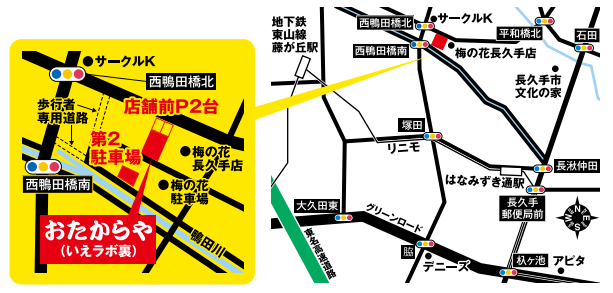 サークルK
西鴨田橋北
歩行者
専用道路
店舗前P2台
第2
駐車場
梅の花
長久手店
西鴨田橋南
梅の花
駐車場
おたからや
(いえラボ裏)
鴨田川
地下鉄
東山線
藤が丘駅
西鴨田橋北
サークルK
平和橋北
石田
西鴨田橋南
梅の花長久手店
長久手市
文化の家
塚田
リニモ
長湫仲田
はなみずき通駅
長久手
郵便局前
大久田東
グリーンロード
東名高速道路
脇
デニーズ
杁ヶ池
アピタ
N
E
S
W